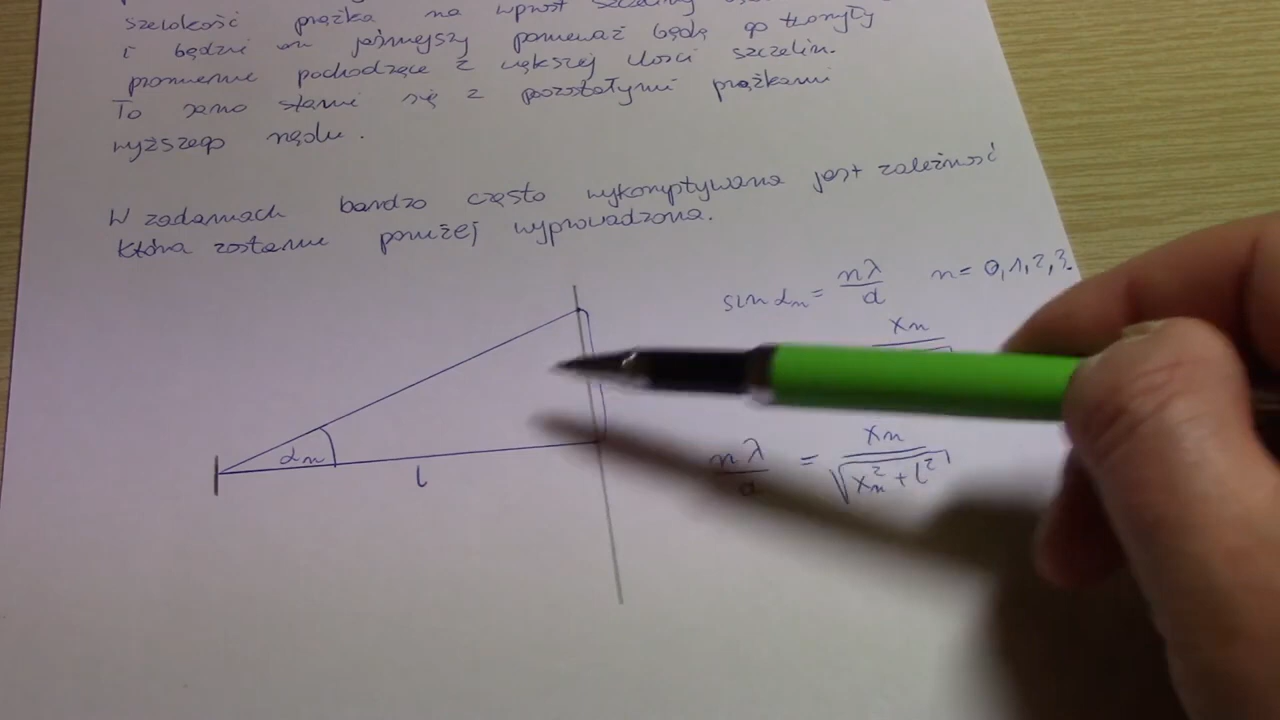 szerokość prążka na wprost szczeliny
i będzie on jaśniejszy ponieważ będą go tworzyły
promienie pochodzące z większej ilości szczelin.
To samo stanie się z pozostałymi prążkami
wyższego rzędu.
W zadaniach bardzo często wykorzystywana jest zależność
która zostanie poniżej wyprowadzona.
sin αn = nλ/d n = 0,1,2,3
xn
αn
l
nλ/d = xn/√(xn² + l²)